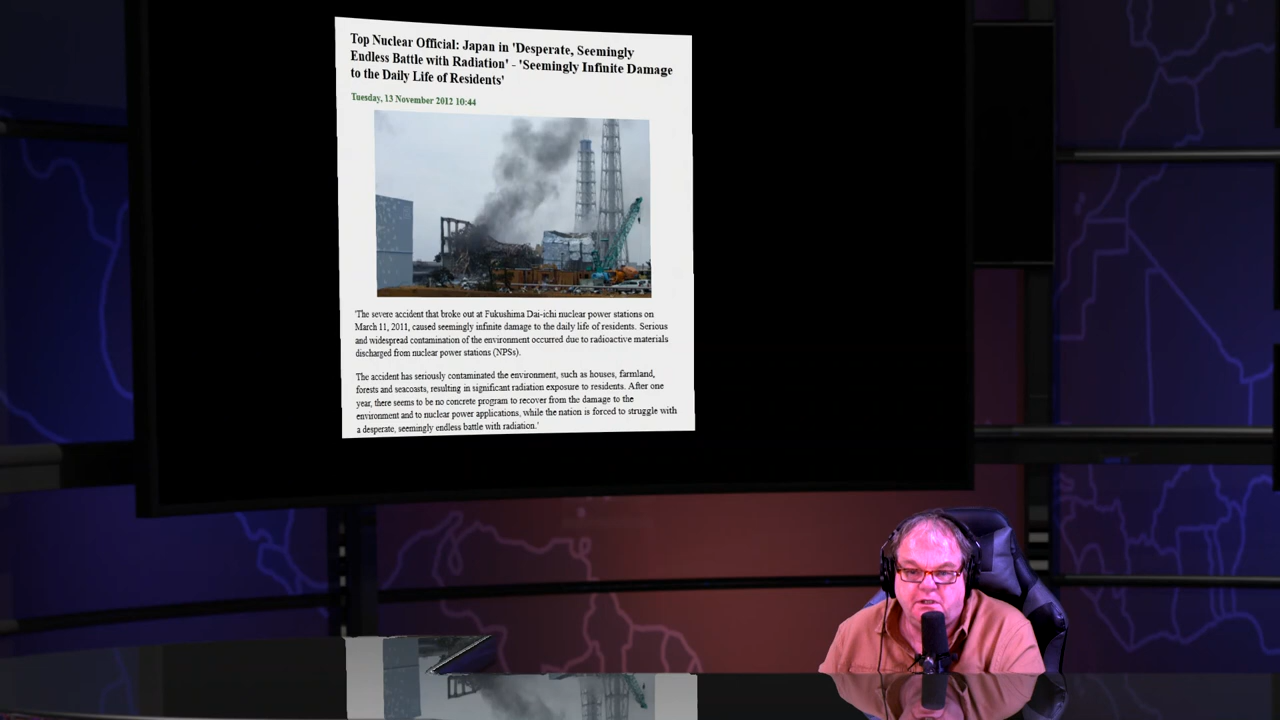 Top Nuclear Official: Japan in 'Desperate, Seemingly
Endless Battle with Radiation' - 'Seemingly Infinite Damage
to the Daily Life of Residents'
Tuesday, 13 November 2012 10:44
'The severe accident that broke out at Fukushima Dai-ichi nuclear power stations on
March 11, 2011, caused seemingly infinite damage to the daily life of residents. Serious
and widespread contamination of the environment occurred due to radioactive materials
discharged from nuclear power stations (NPSs).
The accident has seriously contaminated the environment, such as houses, farmland,
forests and seacoasts, resulting in significant radiation exposure to residents. After one
year, there seems to be no concrete program to recover from the damage to the
environment and to nuclear power applications, while the nation is forced to struggle with
a desperate, seemingly endless battle with radiation.'